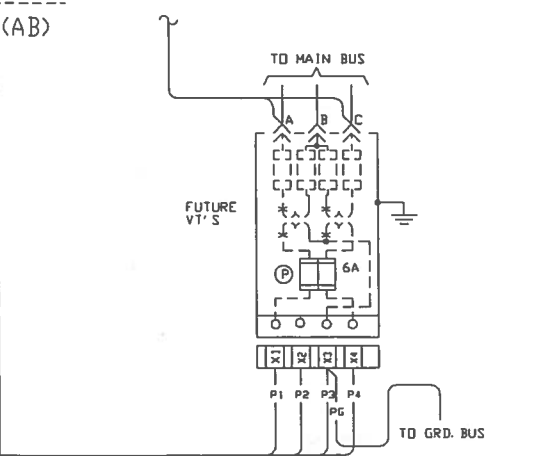 (AB)
TO MAIN BUS
A B C
FUTURE
VT'S
P 6A
X1 X2 X3 X4
P1 P2 P3 P4
PG
TO GRD. BUS